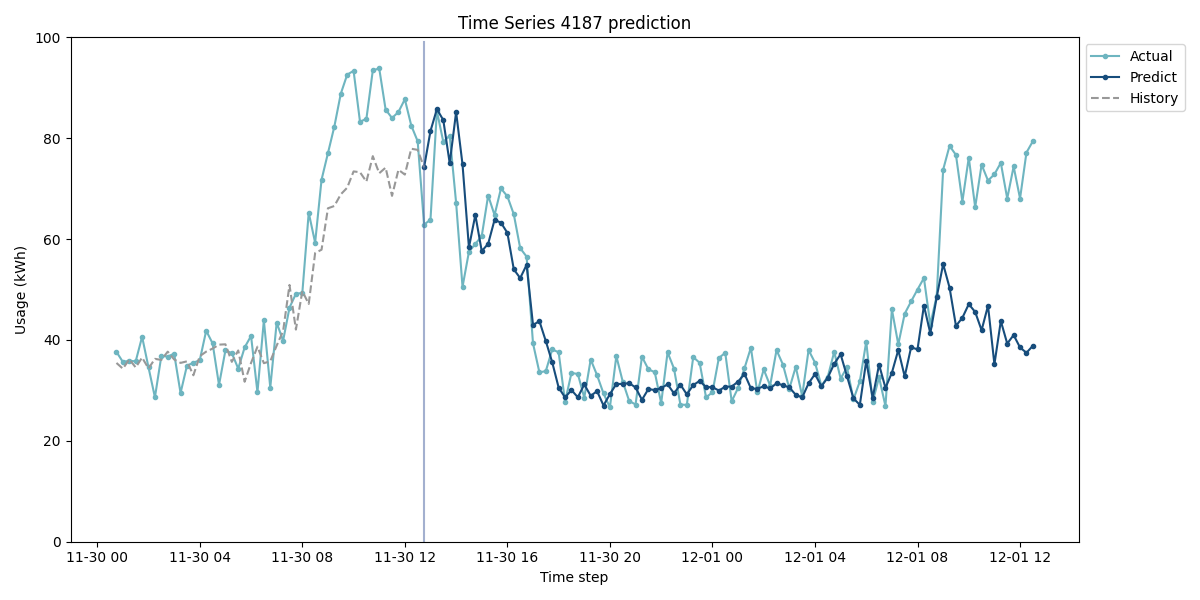 Time Series 4187 prediction
Usage (kWh)
100
80
60
40
20
0
11-30 00
11-30 04
11-30 08
11-30 12
11-30 16
11-30 20
12-01 00
12-01 04
12-01 08
12-01 12
Time step
Actual
Predict
History